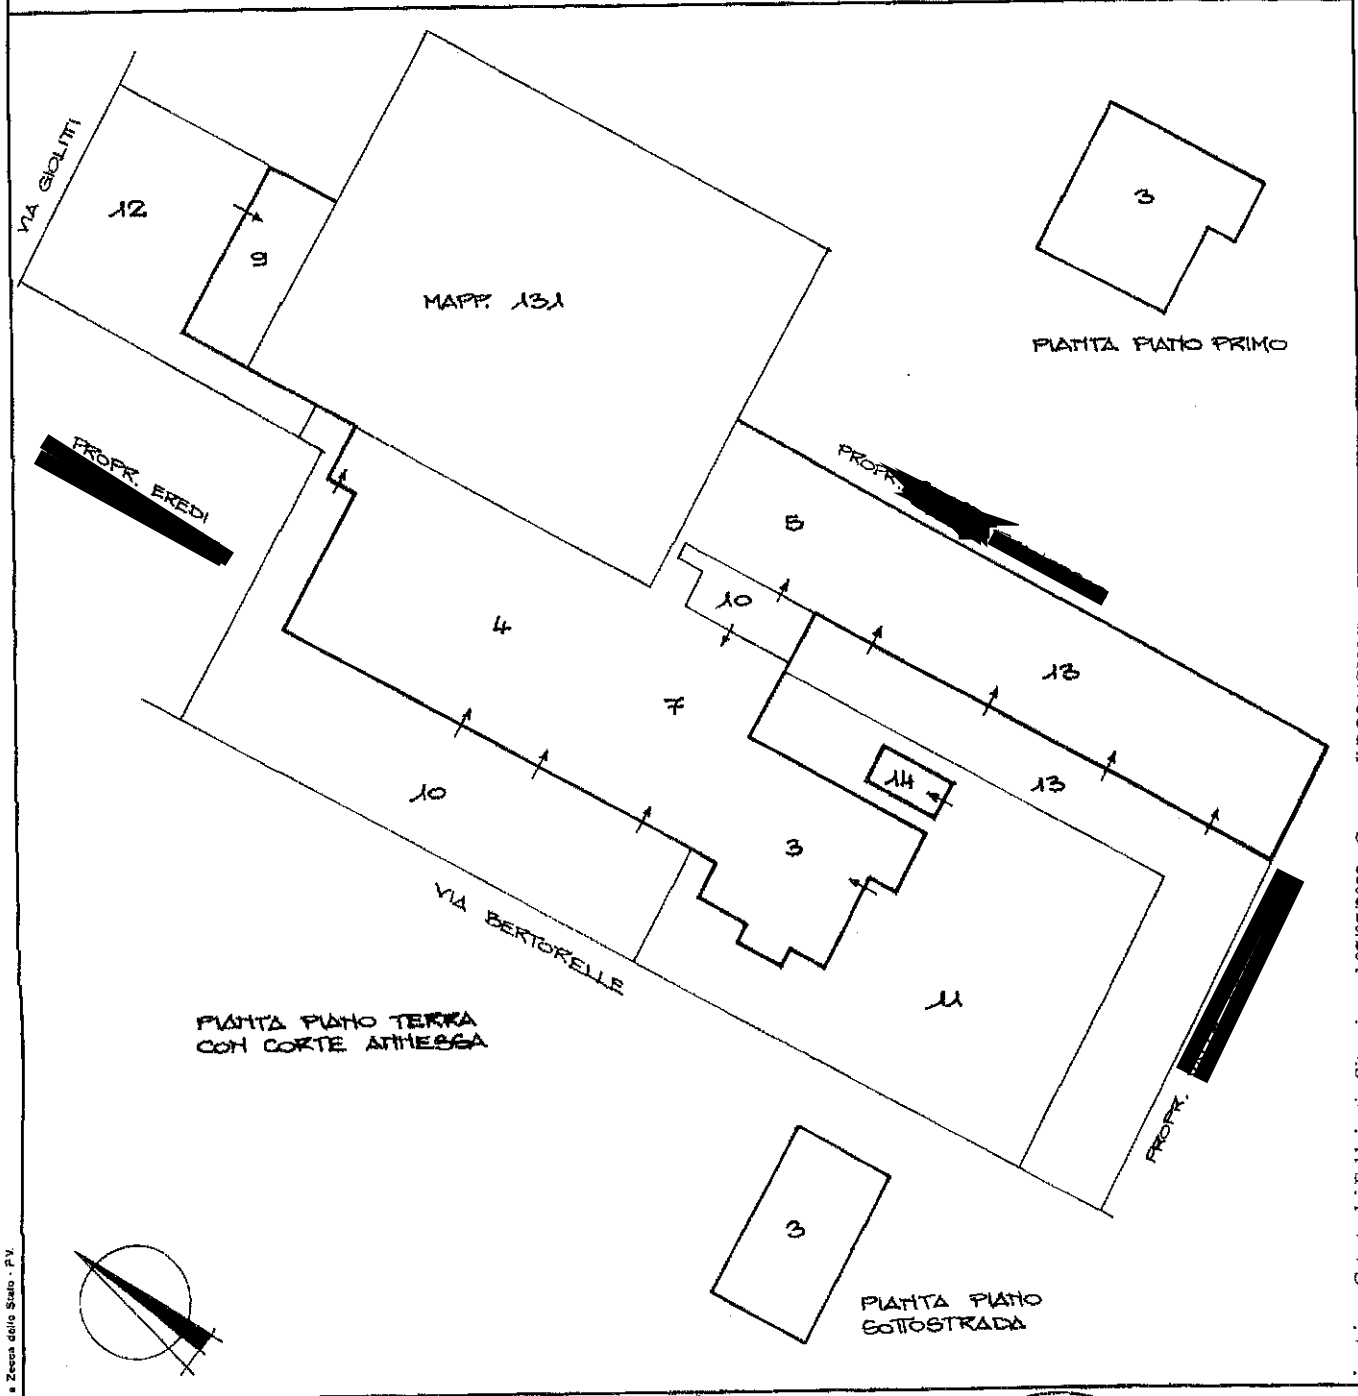 VIA GIOLITTI
12
9
MAPP. 131
3
PIANTA PIANO PRIMO
PROPR. EREDI
PROPR.
5
10
4
7
13
14
13
10
3
VIA BERTORELLE
11
PIANTA PIANO TERRA
CON CORTE ANNESSA
PROPR.
3
PIANTA PIANO
SOTTOSTRADA
e Zecca dello Stato - P.V.